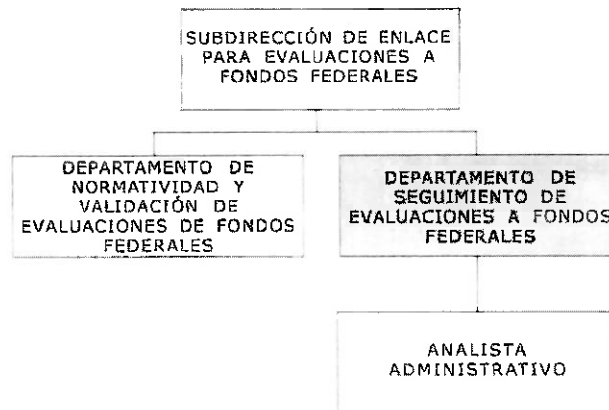 SUBDIRECCIÓN DE ENLACE
PARA EVALUACIONES A
FONDOS FEDERALES
DEPARTAMENTO DE
NORMATIVIDAD Y
VALIDACIÓN DE
EVALUACIONES DE FONDOS
FEDERALES
DEPARTAMENTO DE
SEGUIMIENTO DE
EVALUACIONES A FONDOS
FEDERALES
ANALISTA
ADMINISTRATIVO